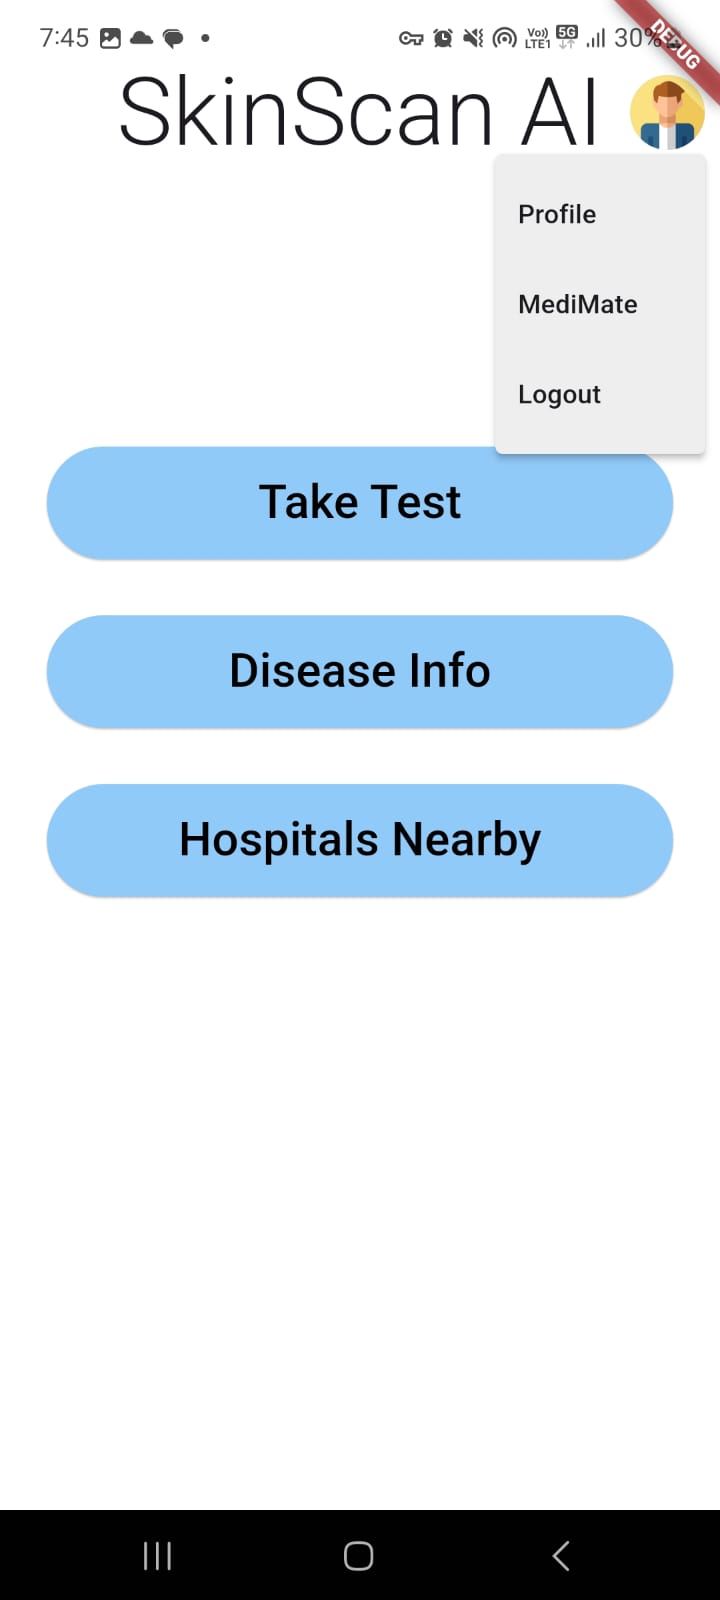 7:45
Vo)) 5G 30%
LTE1
DEBUG
SkinScan AI
Profile
MediMate
Logout
Take Test
Disease Info
Hospitals Nearby